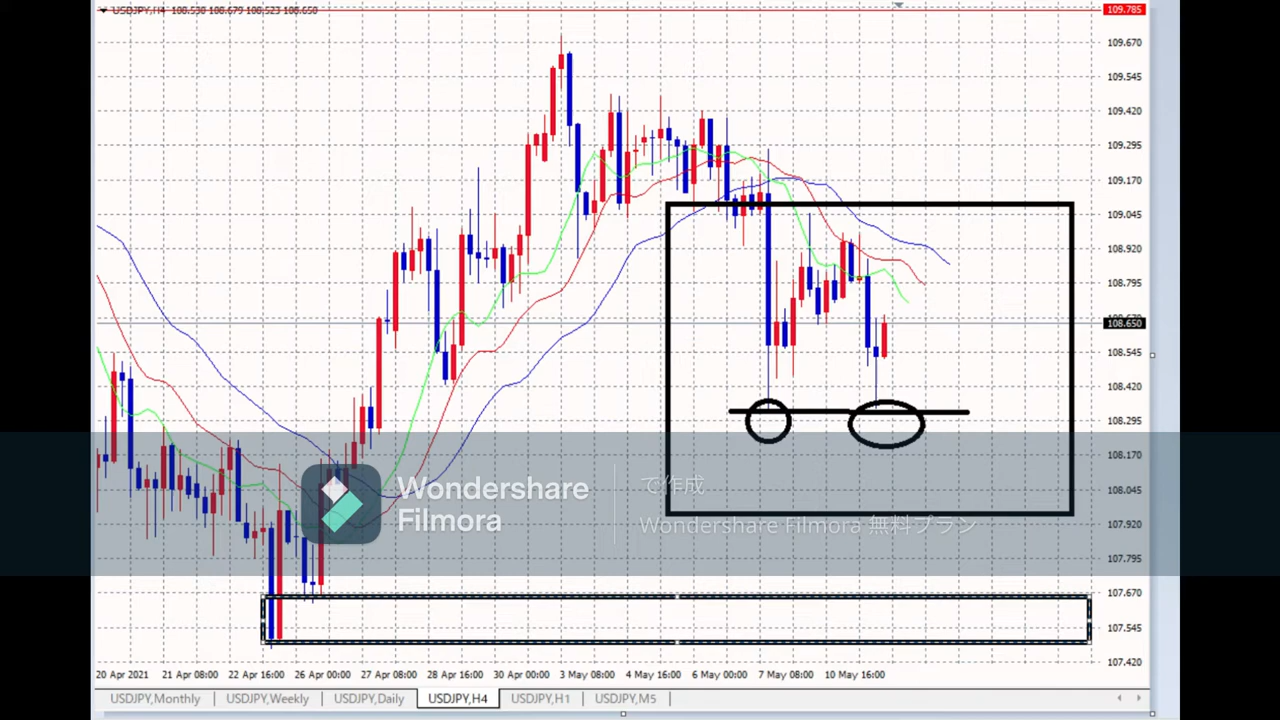 USDJPY,H4 108.530 108.679 108.523 108.650
109.785
109.670
109.545
109.420
109.295
109.170
109.045
108.920
108.795
108.650
108.545
108.420
108.295
108.170
108.045
107.920
107.795
107.670
107.545
107.420
Wondershare
Filmora
で作成
Wondershare Filmora 無料プラン
20 Apr 2021 21 Apr 08:00 22 Apr 16:00 26 Apr 00:00 27 Apr 08:00 28 Apr 16:00 30 Apr 00:00 3 May 08:00 4 May 16:00 6 May 00:00 7 May 08:00 10 May 16:00
USDJPY,Monthly USDJPY,Weekly USDJPY,Daily USDJPY,H4 USDJPY,H1 USDJPY,M5